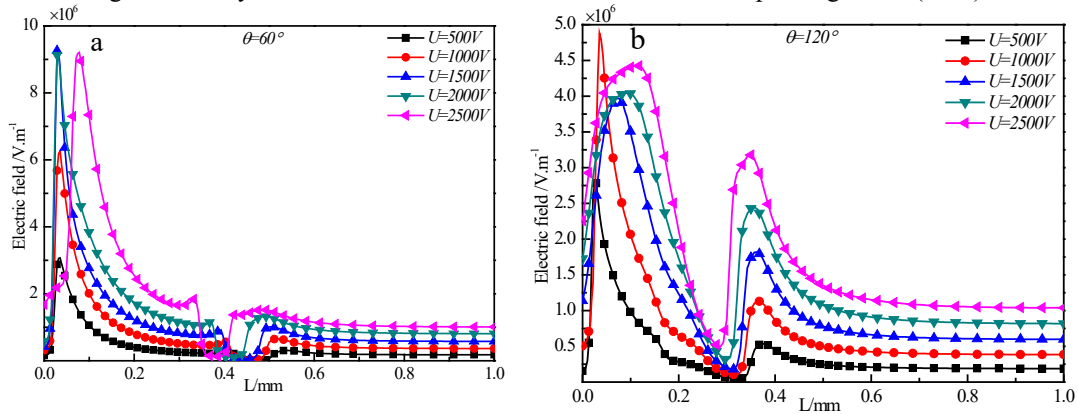 ×10⁶
a
θ=60°
U=500V
U=1000V
U=1500V
U=2000V
U=2500V
10
8
6
4
2
Electric field /V.m⁻¹
0.0 0.2 0.4 0.6 0.8 1.0
L/mm
×10⁶
b
θ=120°
U=500V
U=1000V
U=1500V
U=2000V
U=2500V
5.0
4.5
4.0
3.5
3.0
2.5
2.0
1.5
1.0
0.5
Electric field /V.m⁻¹
0.0 0.2 0.4 0.6 0.8 1.0
L/mm